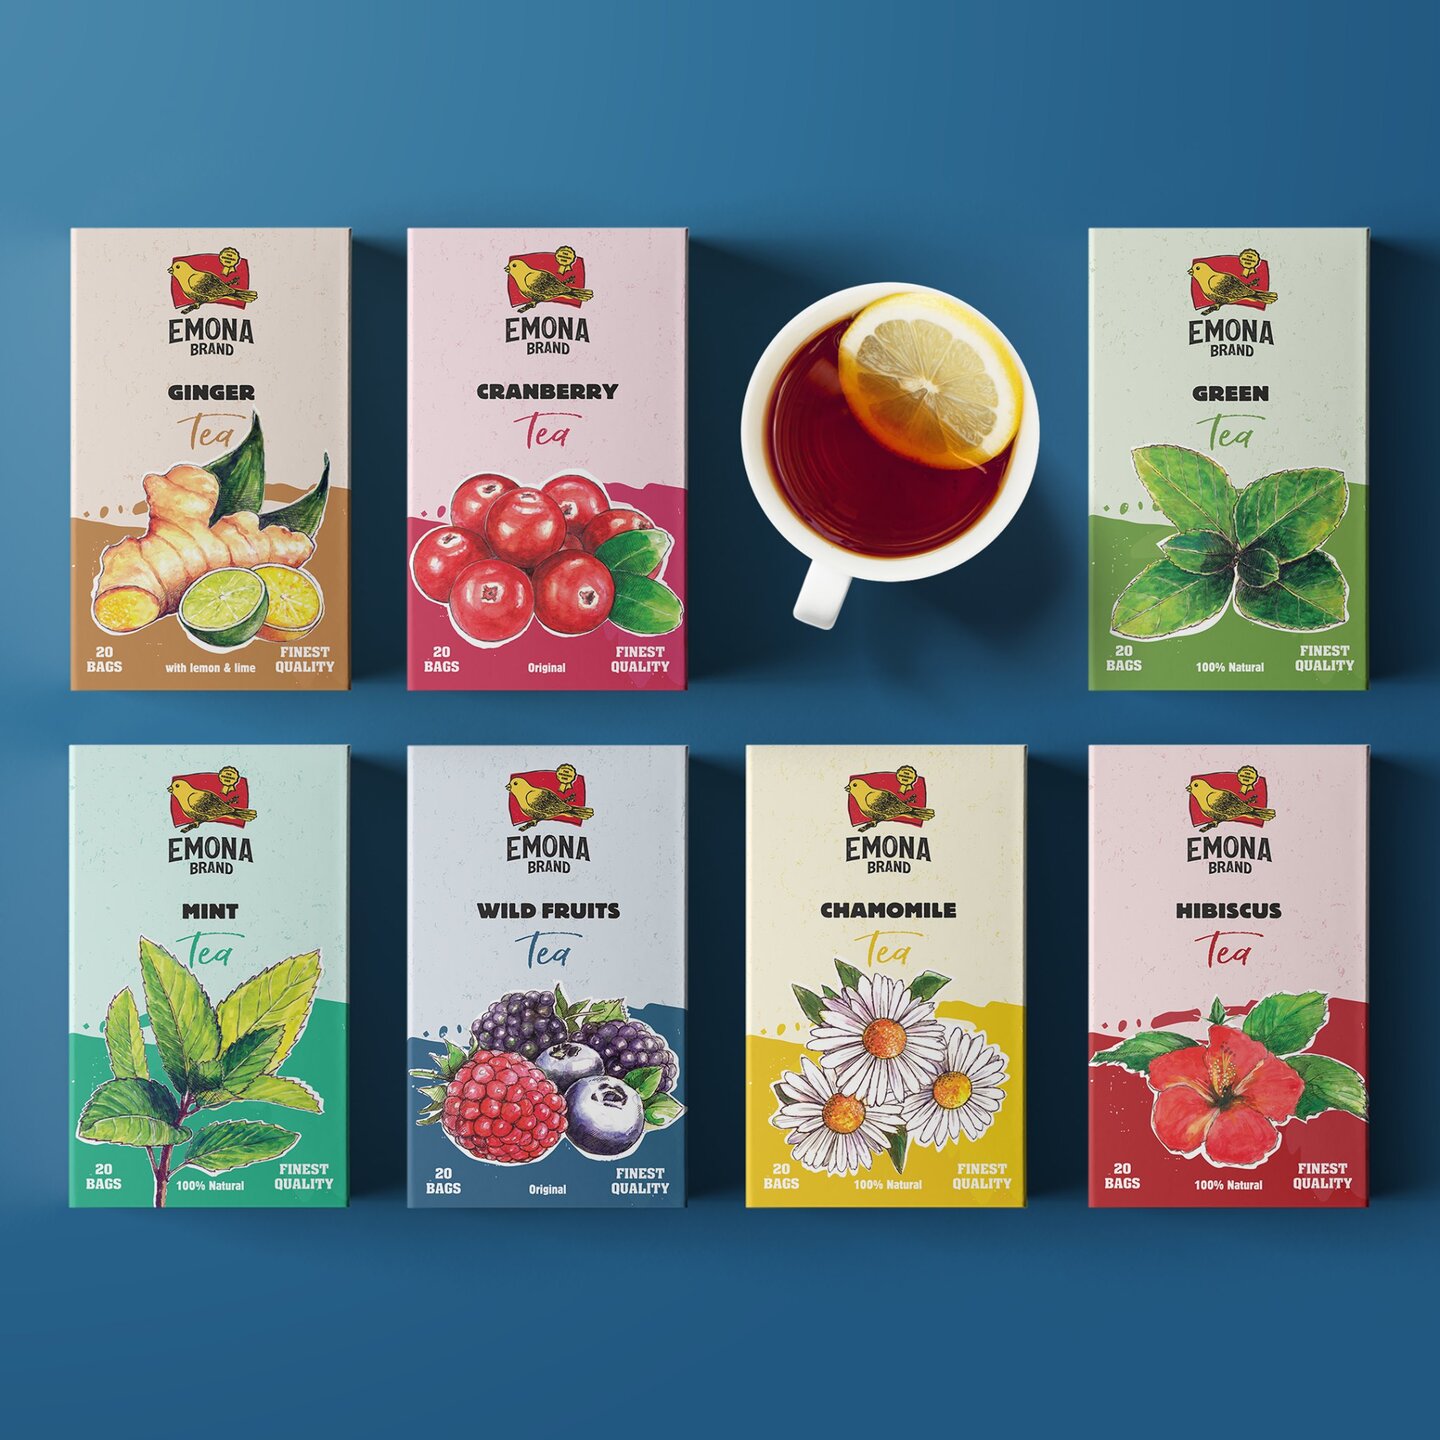 EMONA
BRAND
GINGER
Tea
20
BAGS
with lemon & lime
FINEST
QUALITY
EMONA
BRAND
CRANBERRY
Tea
20
BAGS
Original
FINEST
QUALITY
EMONA
BRAND
GREEN
Tea
20
BAGS
100% Natural
FINEST
QUALITY
EMONA
BRAND
MINT
Tea
20
BAGS
100% Natural
FINEST
QUALITY
EMONA
BRAND
WILD FRUITS
Tea
20
BAGS
Original
FINEST
QUALITY
EMONA
BRAND
CHAMOMILE
Tea
20
BAGS
100% Natural
FINEST
QUALITY
EMONA
BRAND
HIBISCUS
Tea
20
BAGS
100% Natural
FINEST
QUALITY